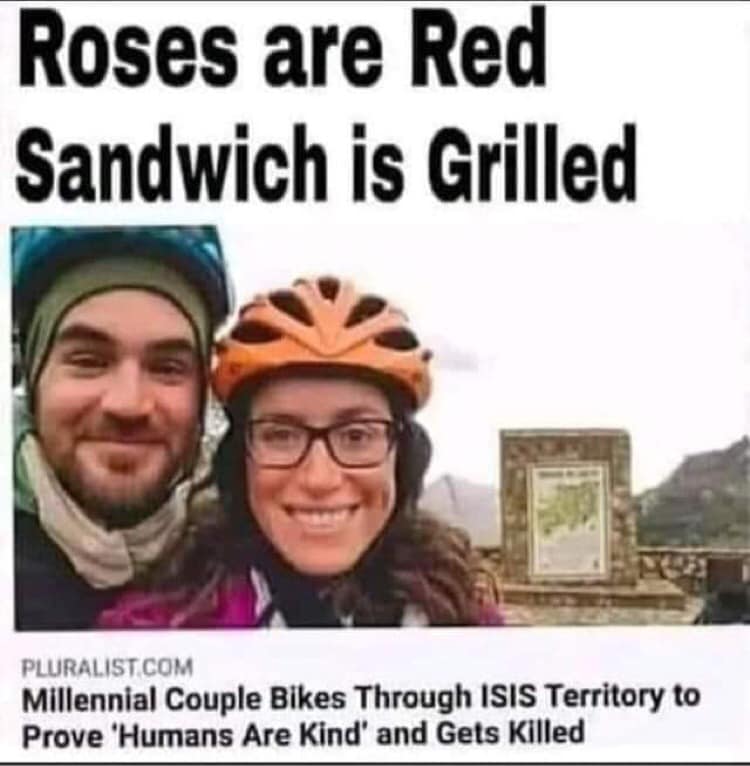 Roses are Red
Sandwich is Grilled
PLURALIST.COM
Millennial Couple Bikes Through ISIS Territory to
Prove 'Humans Are Kind' and Gets Killed